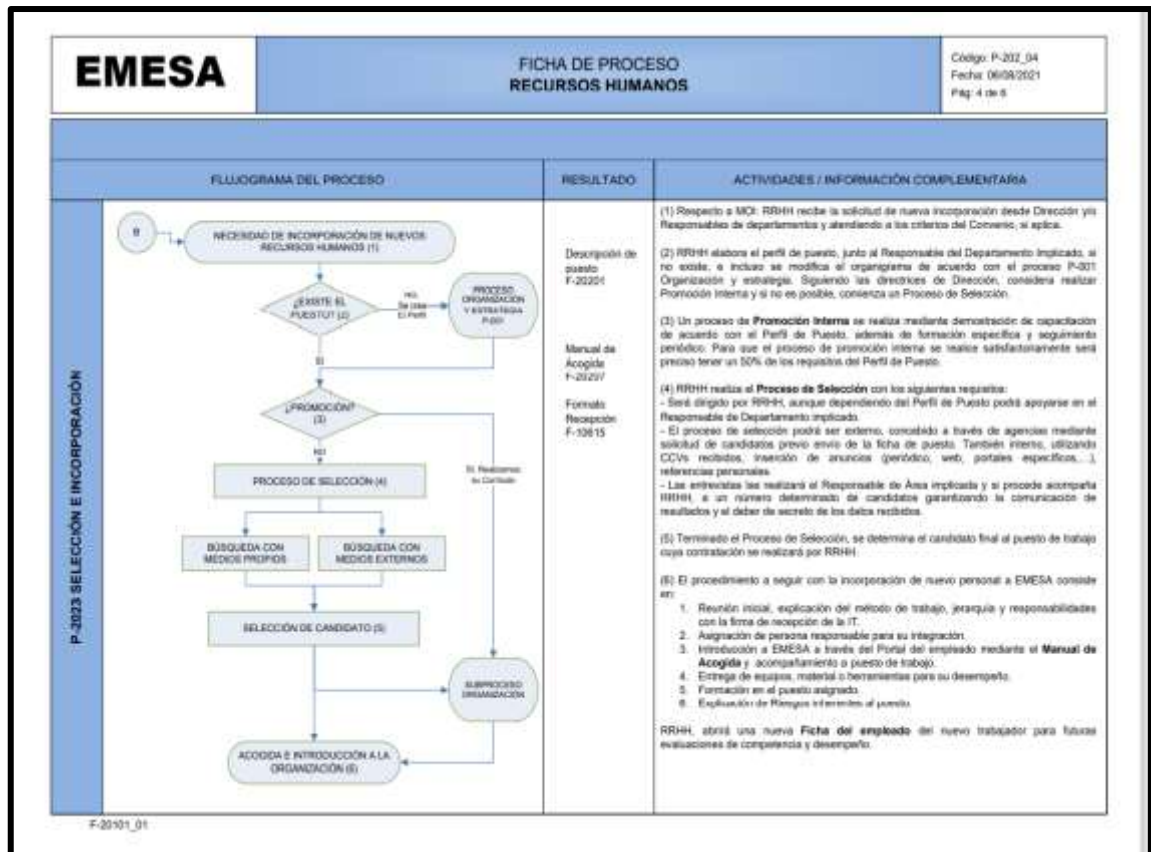 EMESA
FICHA DE PROCESO
RECURSOS HUMANOS
Código: P-202_04
Fecha: 06/08/2021
Pág: 4 de 6
FLUJOGRAMA DEL PROCESO
RESULTADO
ACTIVIDADES / INFORMACIÓN COMPLEMENTARIA
P-2023 SELECCIÓN E INCORPORACIÓN
NECESIDAD DE INCORPORACIÓN DE NUEVOS
RECURSOS HUMANOS (1)
¿EXISTE EL
PUESTO? (2)
NO,
Se crea
El Perfil
PROCESO
ORGANIZACIÓN
Y ESTRATEGIA
P-001
SI
¿PROMOCIÓN?
(3)
NO
SI. Realizamos
su Contrato
PROCESO DE SELECCIÓN (4)
BÚSQUEDA CON
MEDIOS PROPIOS
BÚSQUEDA CON
MEDIOS EXTERNOS
SELECCIÓN DE CANDIDATO (5)
SUBPROCESO
ORGANIZACIÓN
ACOGIDA E INTRODUCCIÓN A LA
ORGANIZACIÓN (6)
Descripción de
puesto
F-20201
Manual de
Acogida
F-20207
Formato
Recepción
F-10615
(1) Respecto a MOI: RRHH recibe la solicitud de nueva incorporación desde Dirección y/o
Responsables de departamentos y atendiendo a los criterios del Convenio, si aplica.
(2) RRHH elabora el perfil de puesto, junto al Responsable del Departamento Implicado, si
no existe, e incluso se modifica el organigrama de acuerdo con el proceso P-001
Organización y estrategia. Siguiendo las directrices de Dirección, considera realizar
Promoción Interna y si no es posible, comienza un Proceso de Selección.
(3) Un proceso de Promoción Interna se realiza mediante demostración de capacitación
de acuerdo con el Perfil de Puesto, además de formación específica y seguimiento
periódico. Para que el proceso de promoción interna se realice satisfactoriamente será
preciso tener un 50% de los requisitos del Perfil de Puesto.
(4) RRHH realiza el Proceso de Selección con los siguientes requisitos:
- Será dirigido por RRHH, aunque dependiendo del Perfil de Puesto podrá apoyarse en el
Responsable de Departamento implicado.
- El proceso de selección podrá ser externo, concebido a través de agencias mediante
solicitud de candidatos previo envío de la ficha de puesto. También interno, utilizando
CCVs recibidos, inserción de anuncios (periódico, web, portales específicos,...),
referencias personales.
- Las entrevistas las realizará el Responsable de Área implicada y si procede acompaña
RRHH, a un número determinado de candidatos garantizando la comunicación de
resultados y el deber de secreto de los datos recibidos.
(5) Terminado el Proceso de Selección, se determina el candidato final al puesto de trabajo
cuya contratación se realizará por RRHH.
(6) El procedimiento a seguir con la incorporación de nuevo personal a EMESA consiste
en:
1. Reunión inicial, explicación del método de trabajo, jerarquía y responsabilidades
con la firma de recepción de la IT.
2. Asignación de persona responsable para su integración.
3. Introducción a EMESA a través del Portal del empleado mediante el Manual de
Acogida y acompañamiento a puesto de trabajo.
4. Entrega de equipos, material o herramientas para su desempeño.
5. Formación en el puesto asignado.
6. Explicación de Riesgos inherentes al puesto.
RRHH, abrirá una nueva Ficha del empleado del nuevo trabajador para futuras
evaluaciones de competencia y desempeño.
F-20101_01